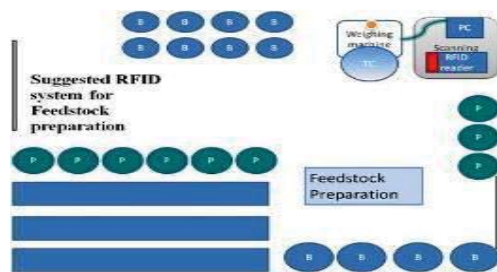 B B B B
B B B B
Weighing
machine
TC
PC
Scanning
RFID
reader
Suggested RFID
system for
Feedstock
preparation
P
P
P
P P P P P P
Feedstock
Preparation
B B B B